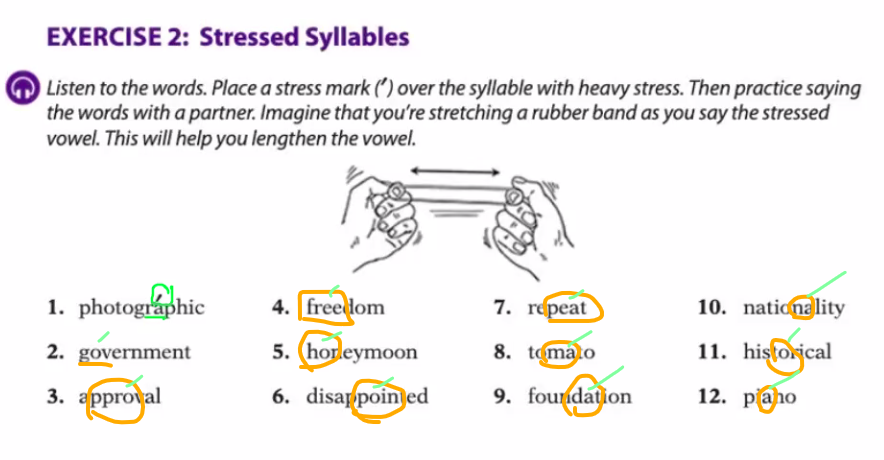 EXERCISE 2: Stressed Syllables
Listen to the words. Place a stress mark (′) over the syllable with heavy stress. Then practice saying
the words with a partner. Imagine that you're stretching a rubber band as you say the stressed
vowel. This will help you lengthen the vowel.
1. photográphic 4. freedom 7. repeat 10. nationality
2. government 5. honeymoon 8. tomato 11. historical
3. approval 6. disappointed 9. foundation 12. piano